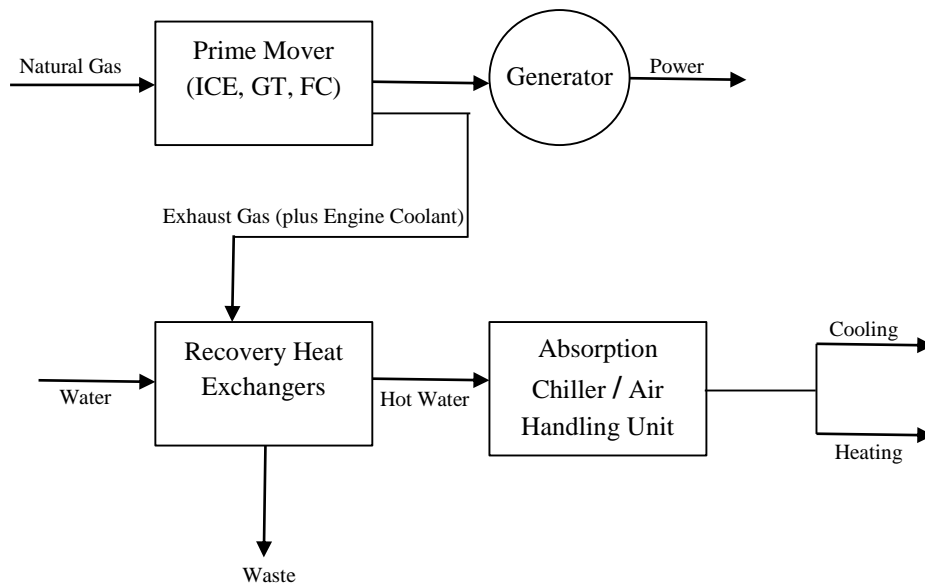 Natural Gas
Prime Mover
(ICE, GT, FC)
Generator
Power
Exhaust Gas (plus Engine Coolant)
Water
Recovery Heat
Exchangers
Hot Water
Absorption
Chiller / Air
Handling Unit
Cooling
Heating
Waste